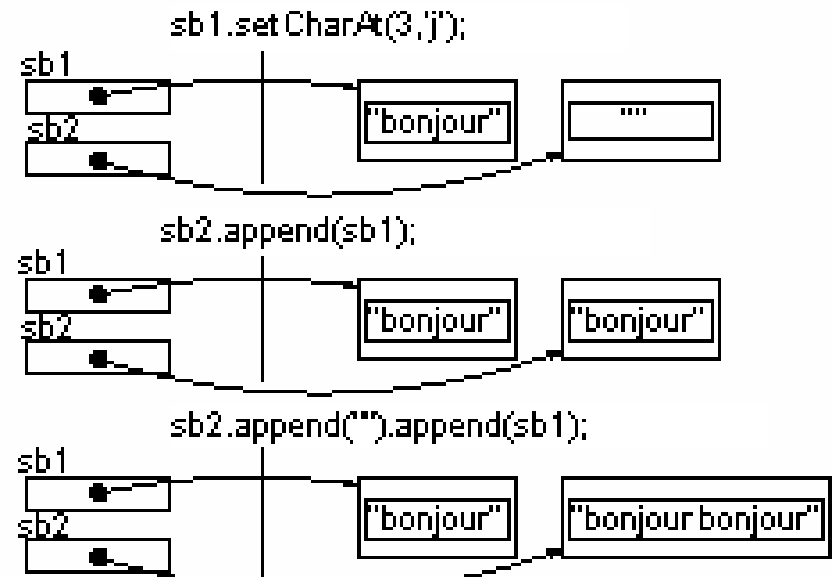 sb1.setCharAt(3,'j');
sb1
"bonjour" ""
sb2
sb2.append(sb1);
sb1
"bonjour" "bonjour"
sb2
sb2.append("").append(sb1);
sb1
"bonjour" "bonjour bonjour"
sb2